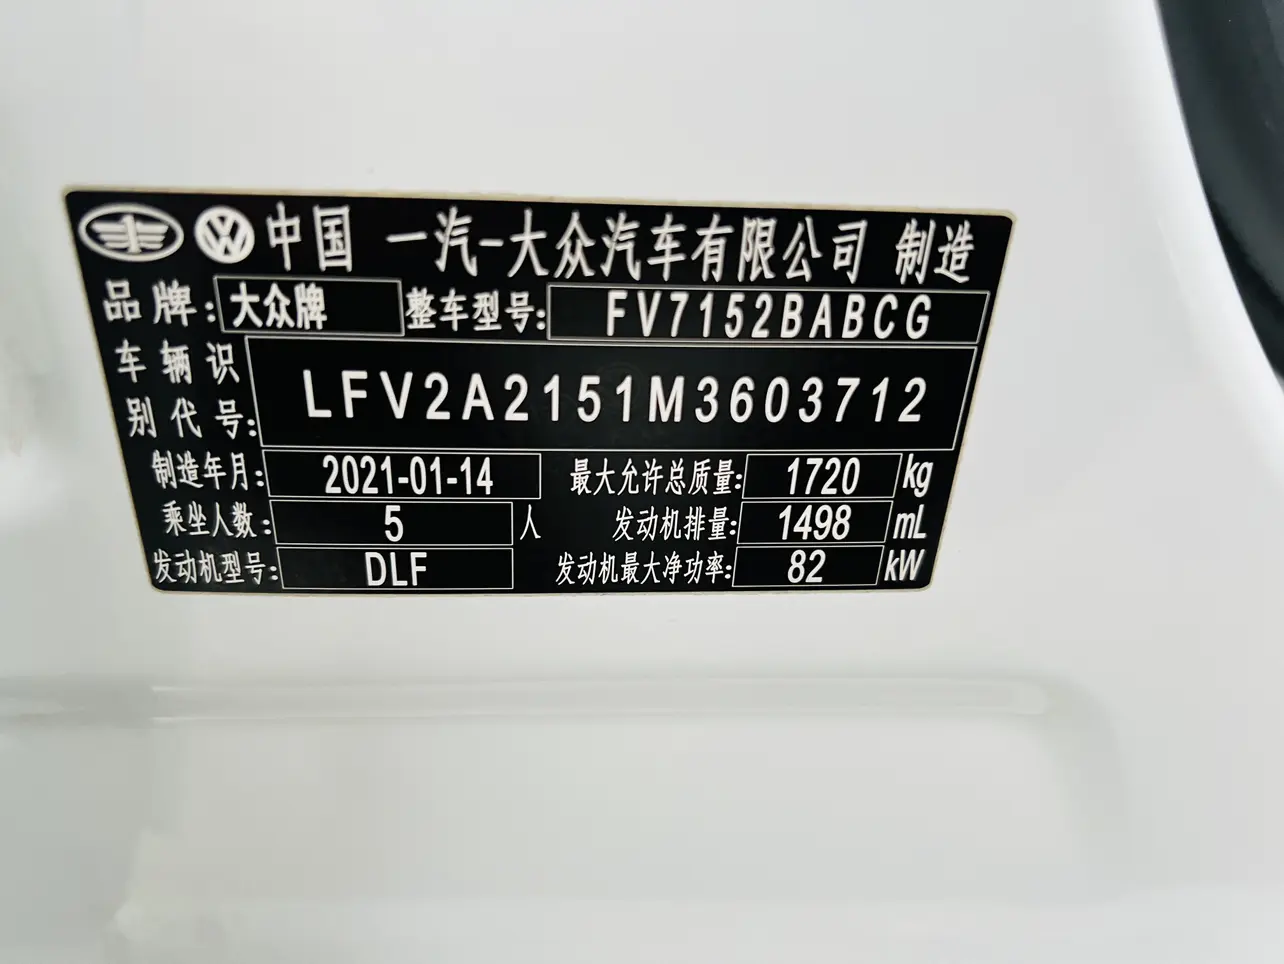 中国 一汽-大众汽车有限公司 制造
品牌: 大众牌 整车型号: FV7152BABCG
车辆识
别代号: LFV2A2151M3603712
制造年月: 2021-01-14 最大允许总质量: 1720 kg
乘坐人数: 5 人 发动机排量: 1498 mL
发动机型号: DLF 发动机最大净功率: 82 kW